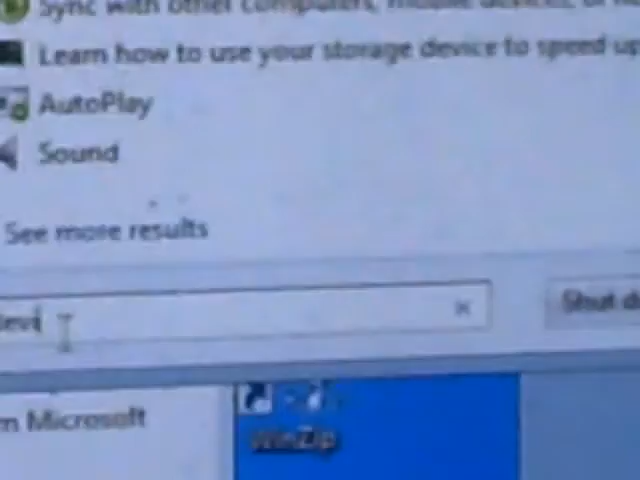 Sync with other computers, mobile devices, or
Learn how to use your storage device to speed up
AutoPlay
Sound
See more results
devi
Shut d
m Microsoft
WinZip